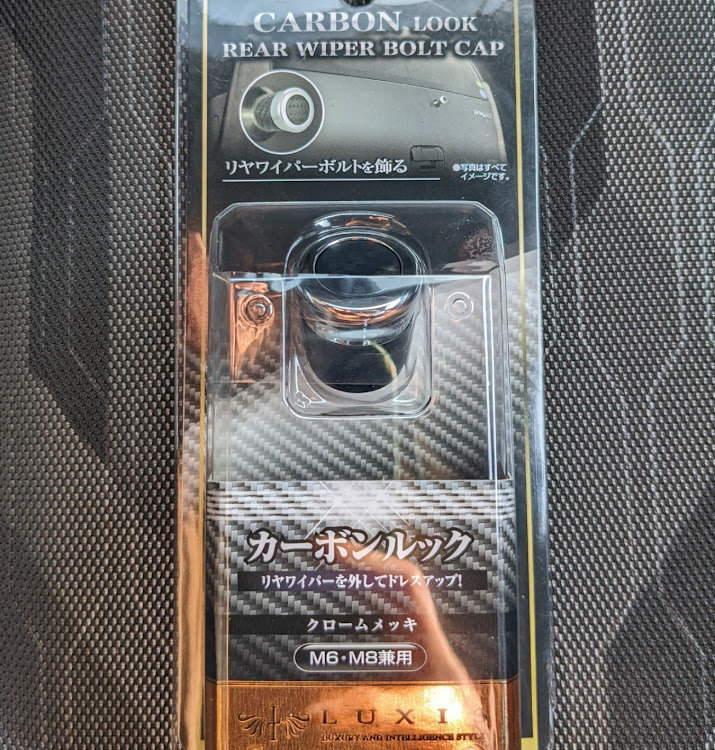 CARBON LOOK
REAR WIPER BOLT CAP
リヤワイパーボルトを飾る
●写真はすべて
イメージです。
カーボンルック
リヤワイパーを外してドレスアップ!
クロームメッキ
M6・M8兼用
LUXIS
LUXURY AND INTELLIGENCE STYLE